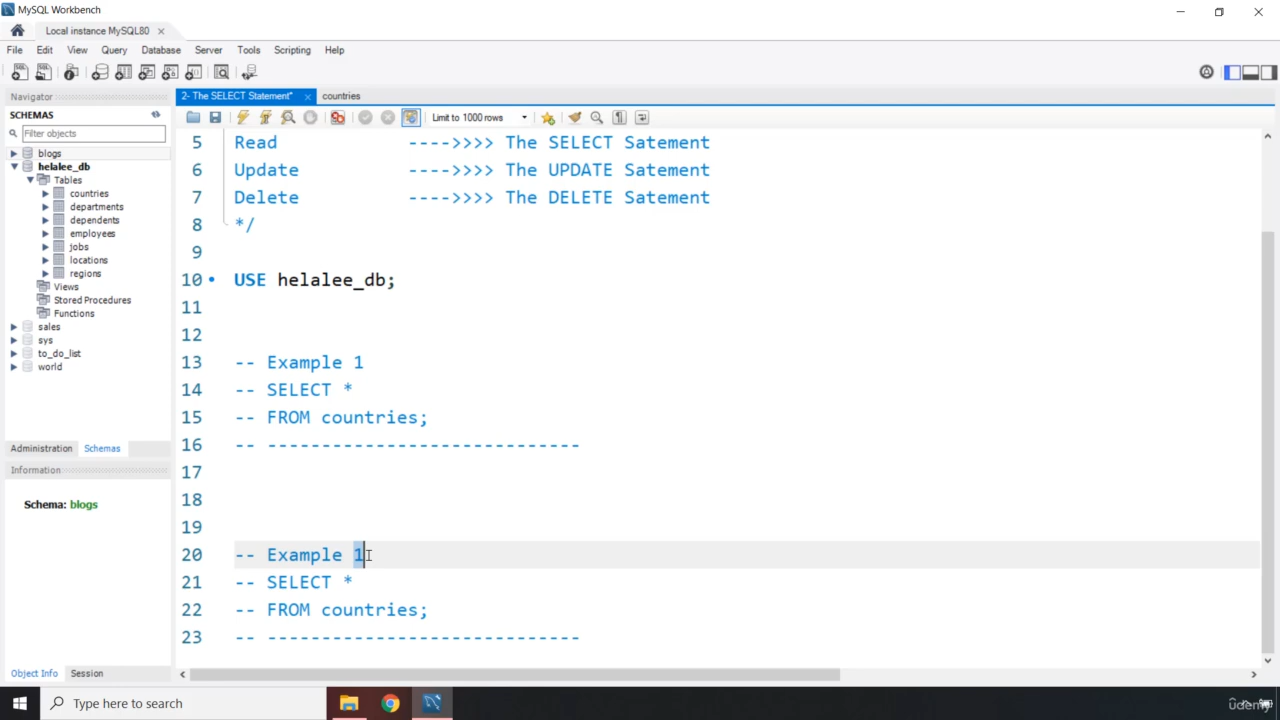 MySQL Workbench
Local instance MySQL80
File Edit View Query Database Server Tools Scripting Help
Navigator
SCHEMAS
Filter objects
blogs
helalee_db
Tables
countries
departments
dependents
employees
jobs
locations
regions
Views
Stored Procedures
Functions
sales
sys
to_do_list
world
Administration Schemas
Information
Schema: blogs
Object Info Session
2- The SELECT Statement* countries
Limit to 1000 rows
5 Read ---->>>> The SELECT Satement
6 Update ---->>>> The UPDATE Satement
7 Delete ---->>>> The DELETE Satement
8 */
9
10 USE helalee_db;
11
12
13 -- Example 1
14 -- SELECT *
15 -- FROM countries;
16 -- -----------------------------
17
18
19
20 -- Example 1
21 -- SELECT *
22 -- FROM countries;
23 -- -----------------------------
Type here to search
udemy